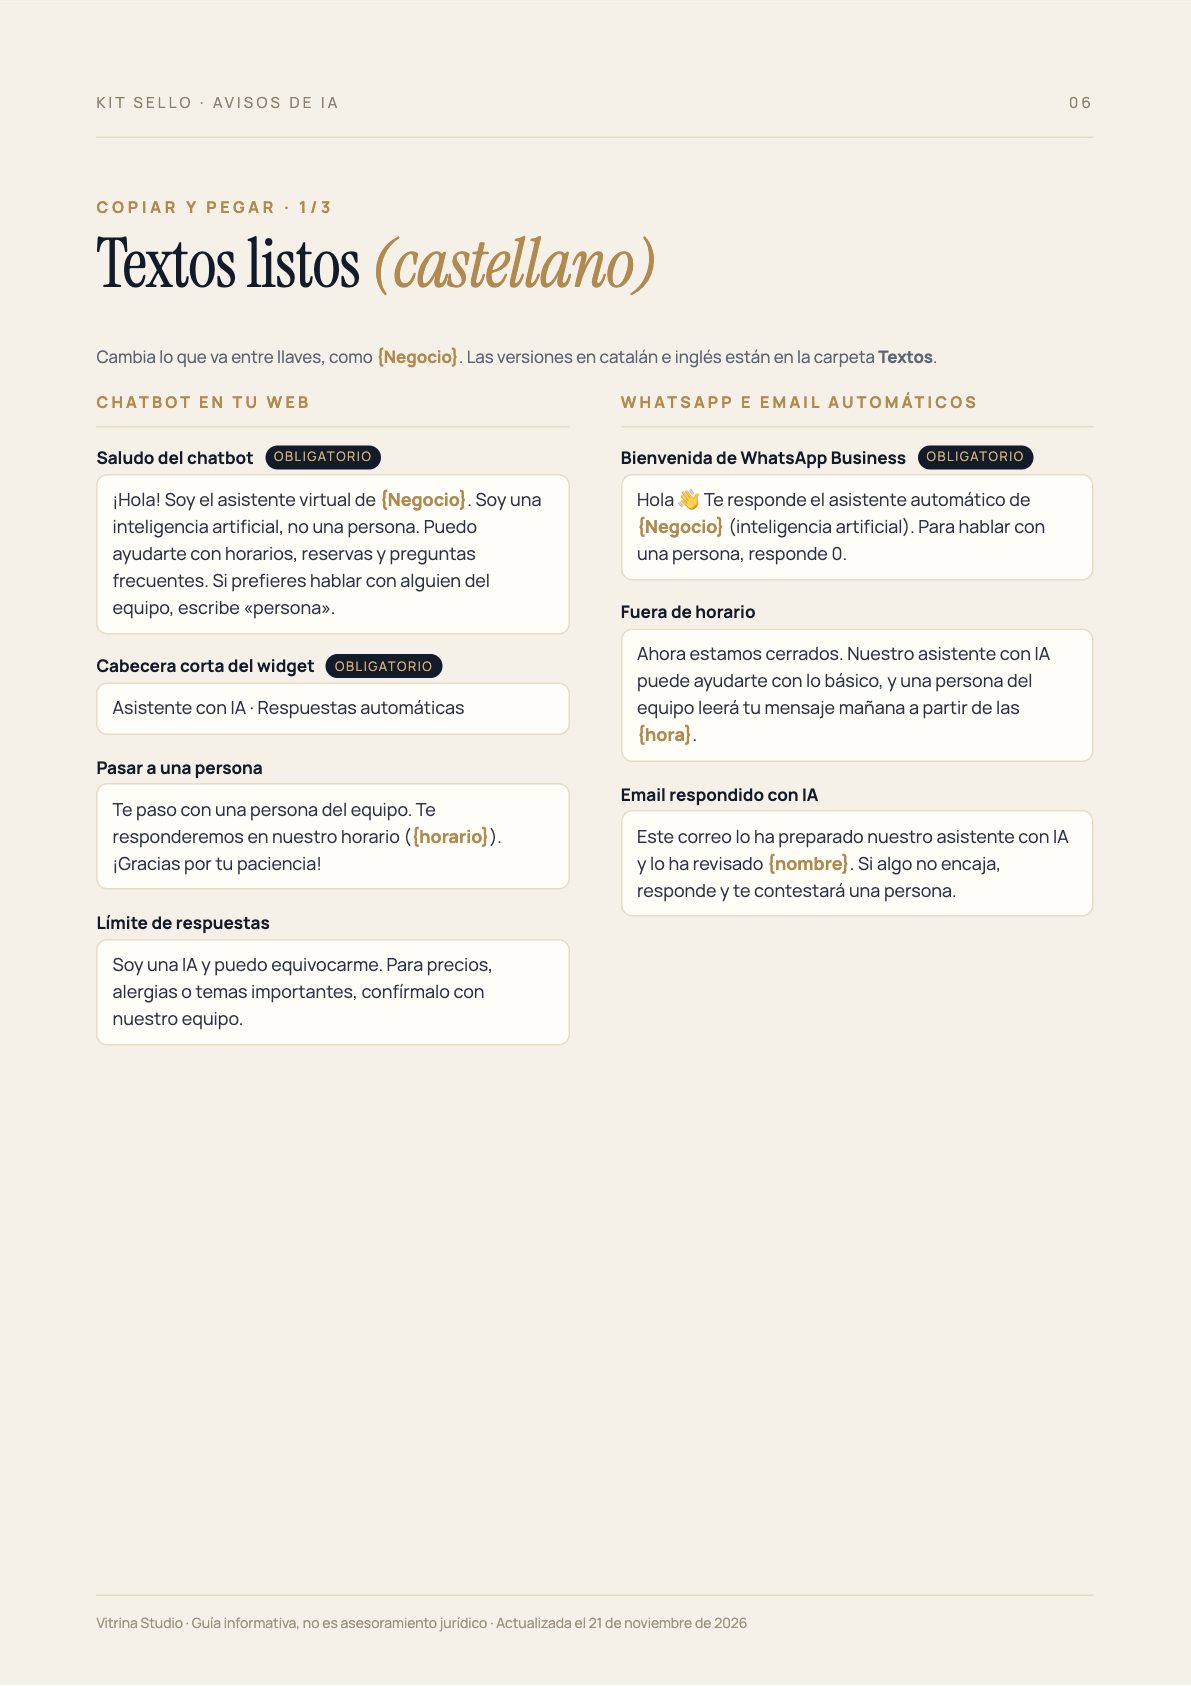 KIT SELLO · AVISOS DE IA
06
COPIAR Y PEGAR · 1/3
Textos listos (castellano)
Cambia lo que va entre llaves, como {Negocio}. Las versiones en catalán e inglés están en la carpeta Textos.
CHATBOT EN TU WEB
Saludo del chatbot OBLIGATORIO
¡Hola! Soy el asistente virtual de {Negocio}. Soy una
inteligencia artificial, no una persona. Puedo
ayudarte con horarios, reservas y preguntas
frecuentes. Si prefieres hablar con alguien del
equipo, escribe «persona».
Cabecera corta del widget OBLIGATORIO
Asistente con IA · Respuestas automáticas
Pasar a una persona
Te paso con una persona del equipo. Te
responderemos en nuestro horario ({horario}).
¡Gracias por tu paciencia!
Límite de respuestas
Soy una IA y puedo equivocarme. Para precios,
alergias o temas importantes, confírmalo con
nuestro equipo.
WHATSAPP E EMAIL AUTOMÁTICOS
Bienvenida de WhatsApp Business OBLIGATORIO
Hola 👋 Te responde el asistente automático de
{Negocio} (inteligencia artificial). Para hablar con
una persona, responde 0.
Fuera de horario
Ahora estamos cerrados. Nuestro asistente con IA
puede ayudarte con lo básico, y una persona del
equipo leerá tu mensaje mañana a partir de las
{hora}.
Email respondido con IA
Este correo lo ha preparado nuestro asistente con IA
y lo ha revisado {nombre}. Si algo no encaja,
responde y te contestará una persona.
Vitrina Studio · Guía informativa, no es asesoramiento jurídico · Actualizada el 21 de noviembre de 2026